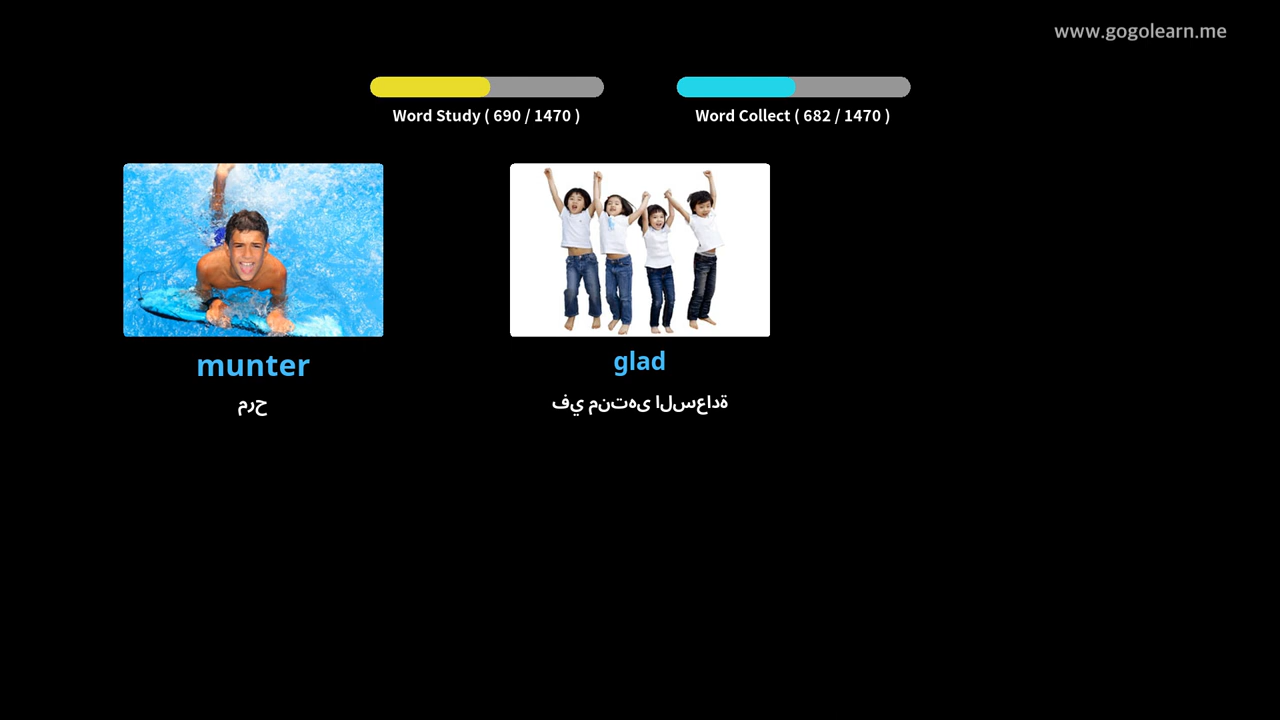 www.gogolearn.me
Word Study ( 690 / 1470 )
Word Collect ( 682 / 1470 )
munter
مرح
glad
في منتهى السعادة